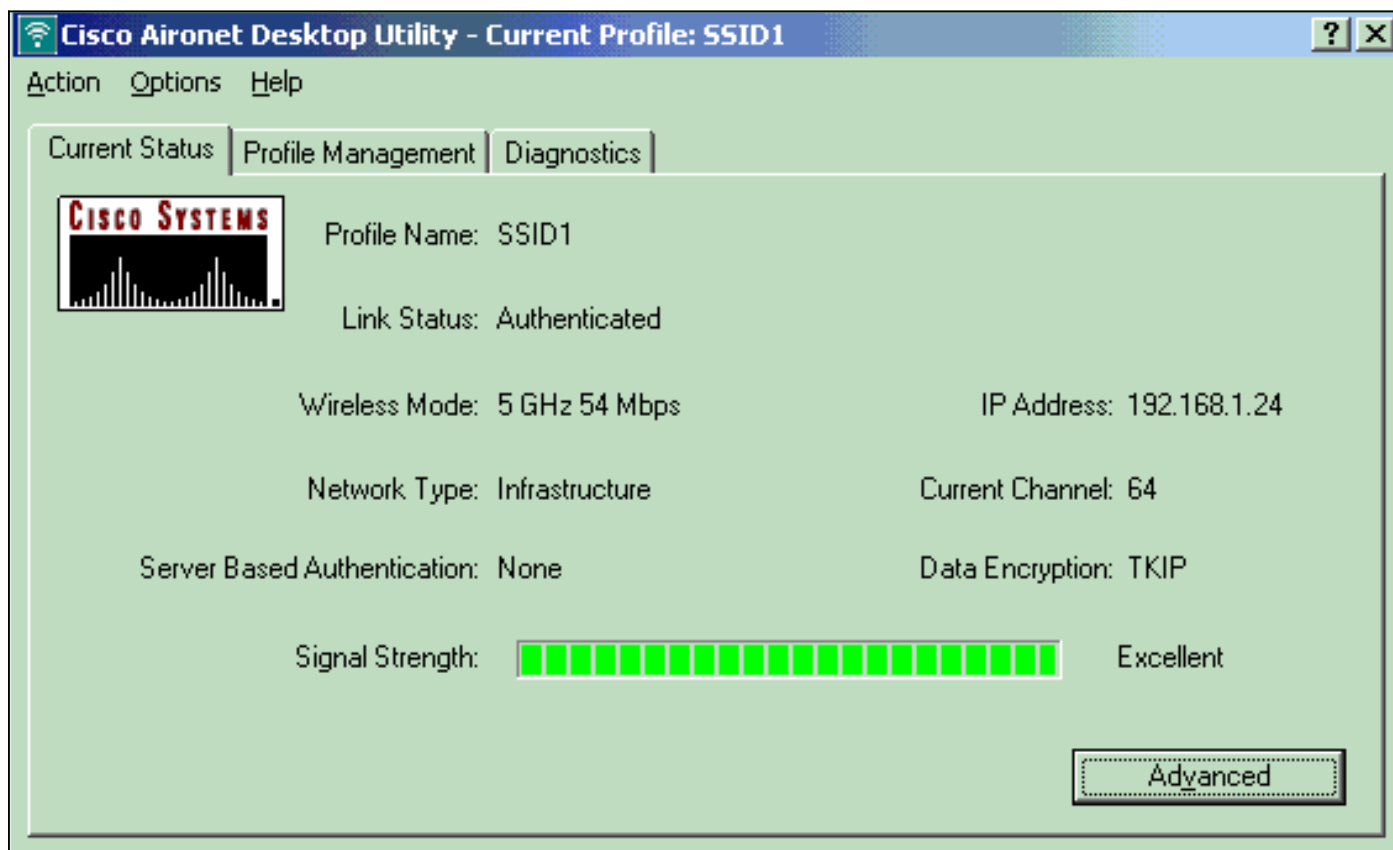 Cisco Aironet Desktop Utility - Current Profile: SSID1
Action Options Help
Current Status Profile Management Diagnostics
CISCO SYSTEMS
Profile Name: SSID1
Link Status: Authenticated
Wireless Mode: 5 GHz 54 Mbps IP Address: 192.168.1.24
Network Type: Infrastructure Current Channel: 64
Server Based Authentication: None Data Encryption: TKIP
Signal Strength: Excellent
Advanced